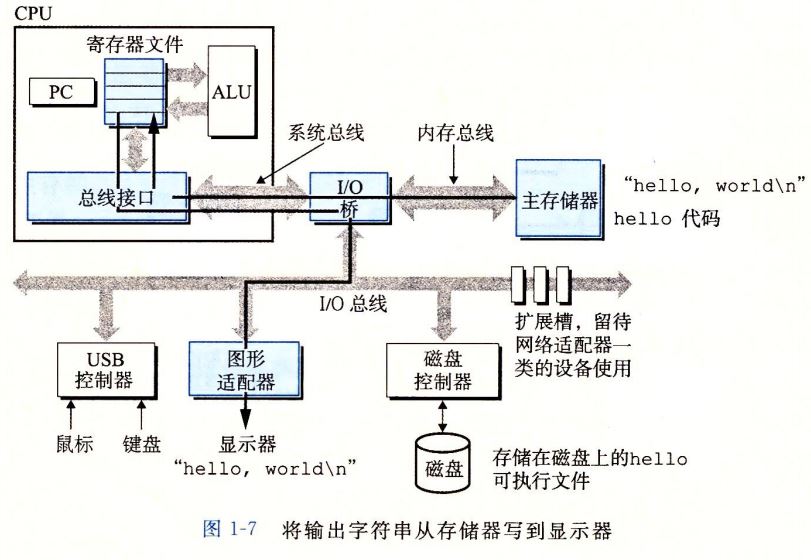 CPU
寄存器文件
PC
ALU
系统总线
内存总线
总线接口
I/O
桥
主存储器
“hello, world\n”
hello 代码
I/O 总线
扩展槽，留待
网络适配器一
类的设备使用
USB
控制器
图形
适配器
磁盘
控制器
鼠标
键盘
显示器
“hello, world\n”
磁盘
存储在磁盘上的hello
可执行文件
图 1-7 将输出字符串从存储器写到显示器